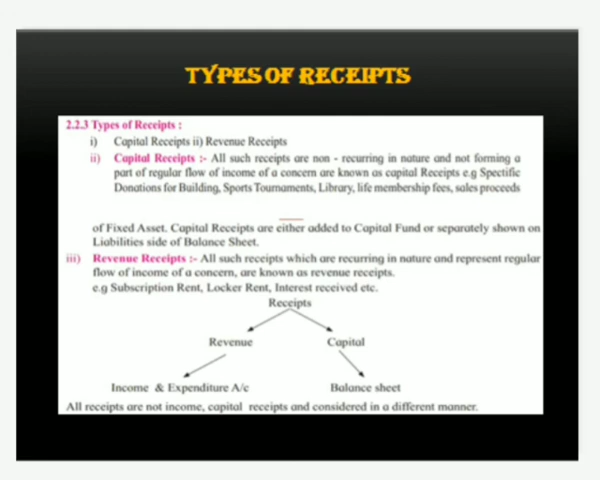 TYPES OF RECEIPTS
2.2.3 Types of Receipts :
i) Capital Receipts ii) Revenue Receipts
ii) Capital Receipts :- All such receipts are non - recurring in nature and not forming a
part of regular flow of income of a concern are known as capital Receipts e.g Spectific
Donations for Building, Sports Tournaments, Library, life membership fees, sales proceeds
of Fixed Asset. Capital Receipts are either added to Capital Fund or separately shown on
Liabilities side of Balance Sheet.
iii) Revenue Receipts :- All such receipts which are recurring in nature and represent regular
flow of income of a concern, are known as revenue receipts.
e.g Subscription Rent, Locker Rent, Interest received etc.
Receipts
Revenue Capital
Income & Expenditure A/c Balance sheet
All receipts are not income, capital receipts and considered in a different manner.